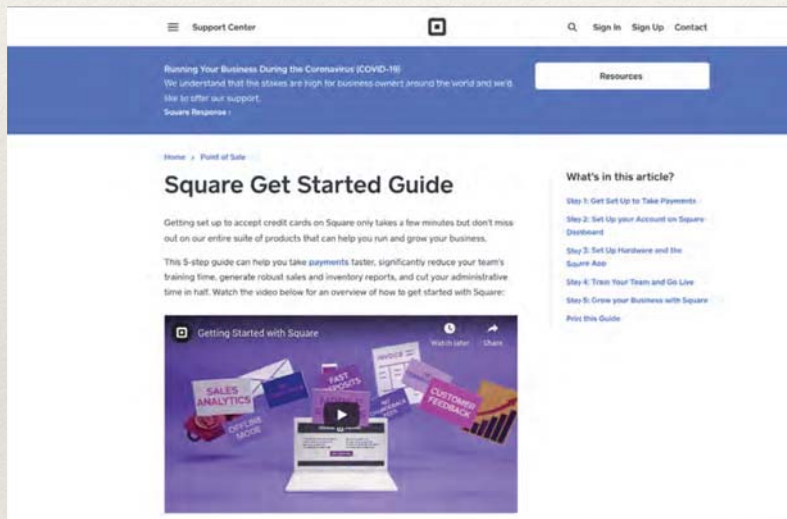 Support Center
Sign In Sign Up Contact
Running Your Business During the Coronavirus (COVID-19)
We understand that the stakes are high for business owners around the world and we'd
like to offer our support.
Square Response ›
Resources
Home > Point of Sale
Square Get Started Guide
Getting set up to accept credit cards on Square only takes a few minutes but don't miss
out on our entire suite of products that can help you run and grow your business.
This 5-step guide can help you take payments faster, significantly reduce your team's
training time, generate robust sales and inventory reports, and cut your administrative
time in half. Watch the video below for an overview of how to get started with Square:
What's in this article?
Step 1: Get Set Up to Take Payments
Step 2: Set Up your Account on Square
Dashboard
Step 3: Set Up Hardware and the
Square App
Step 4: Train Your Team and Go Live
Step 5: Grow your Business with Square
Print this Guide
Getting Started with Square
Watch later
Share
SALES
ANALYTICS
OFFLINE
MODE
FAST
DEPOSITS
INVOICE
CUSTOMER
FEEDBACK